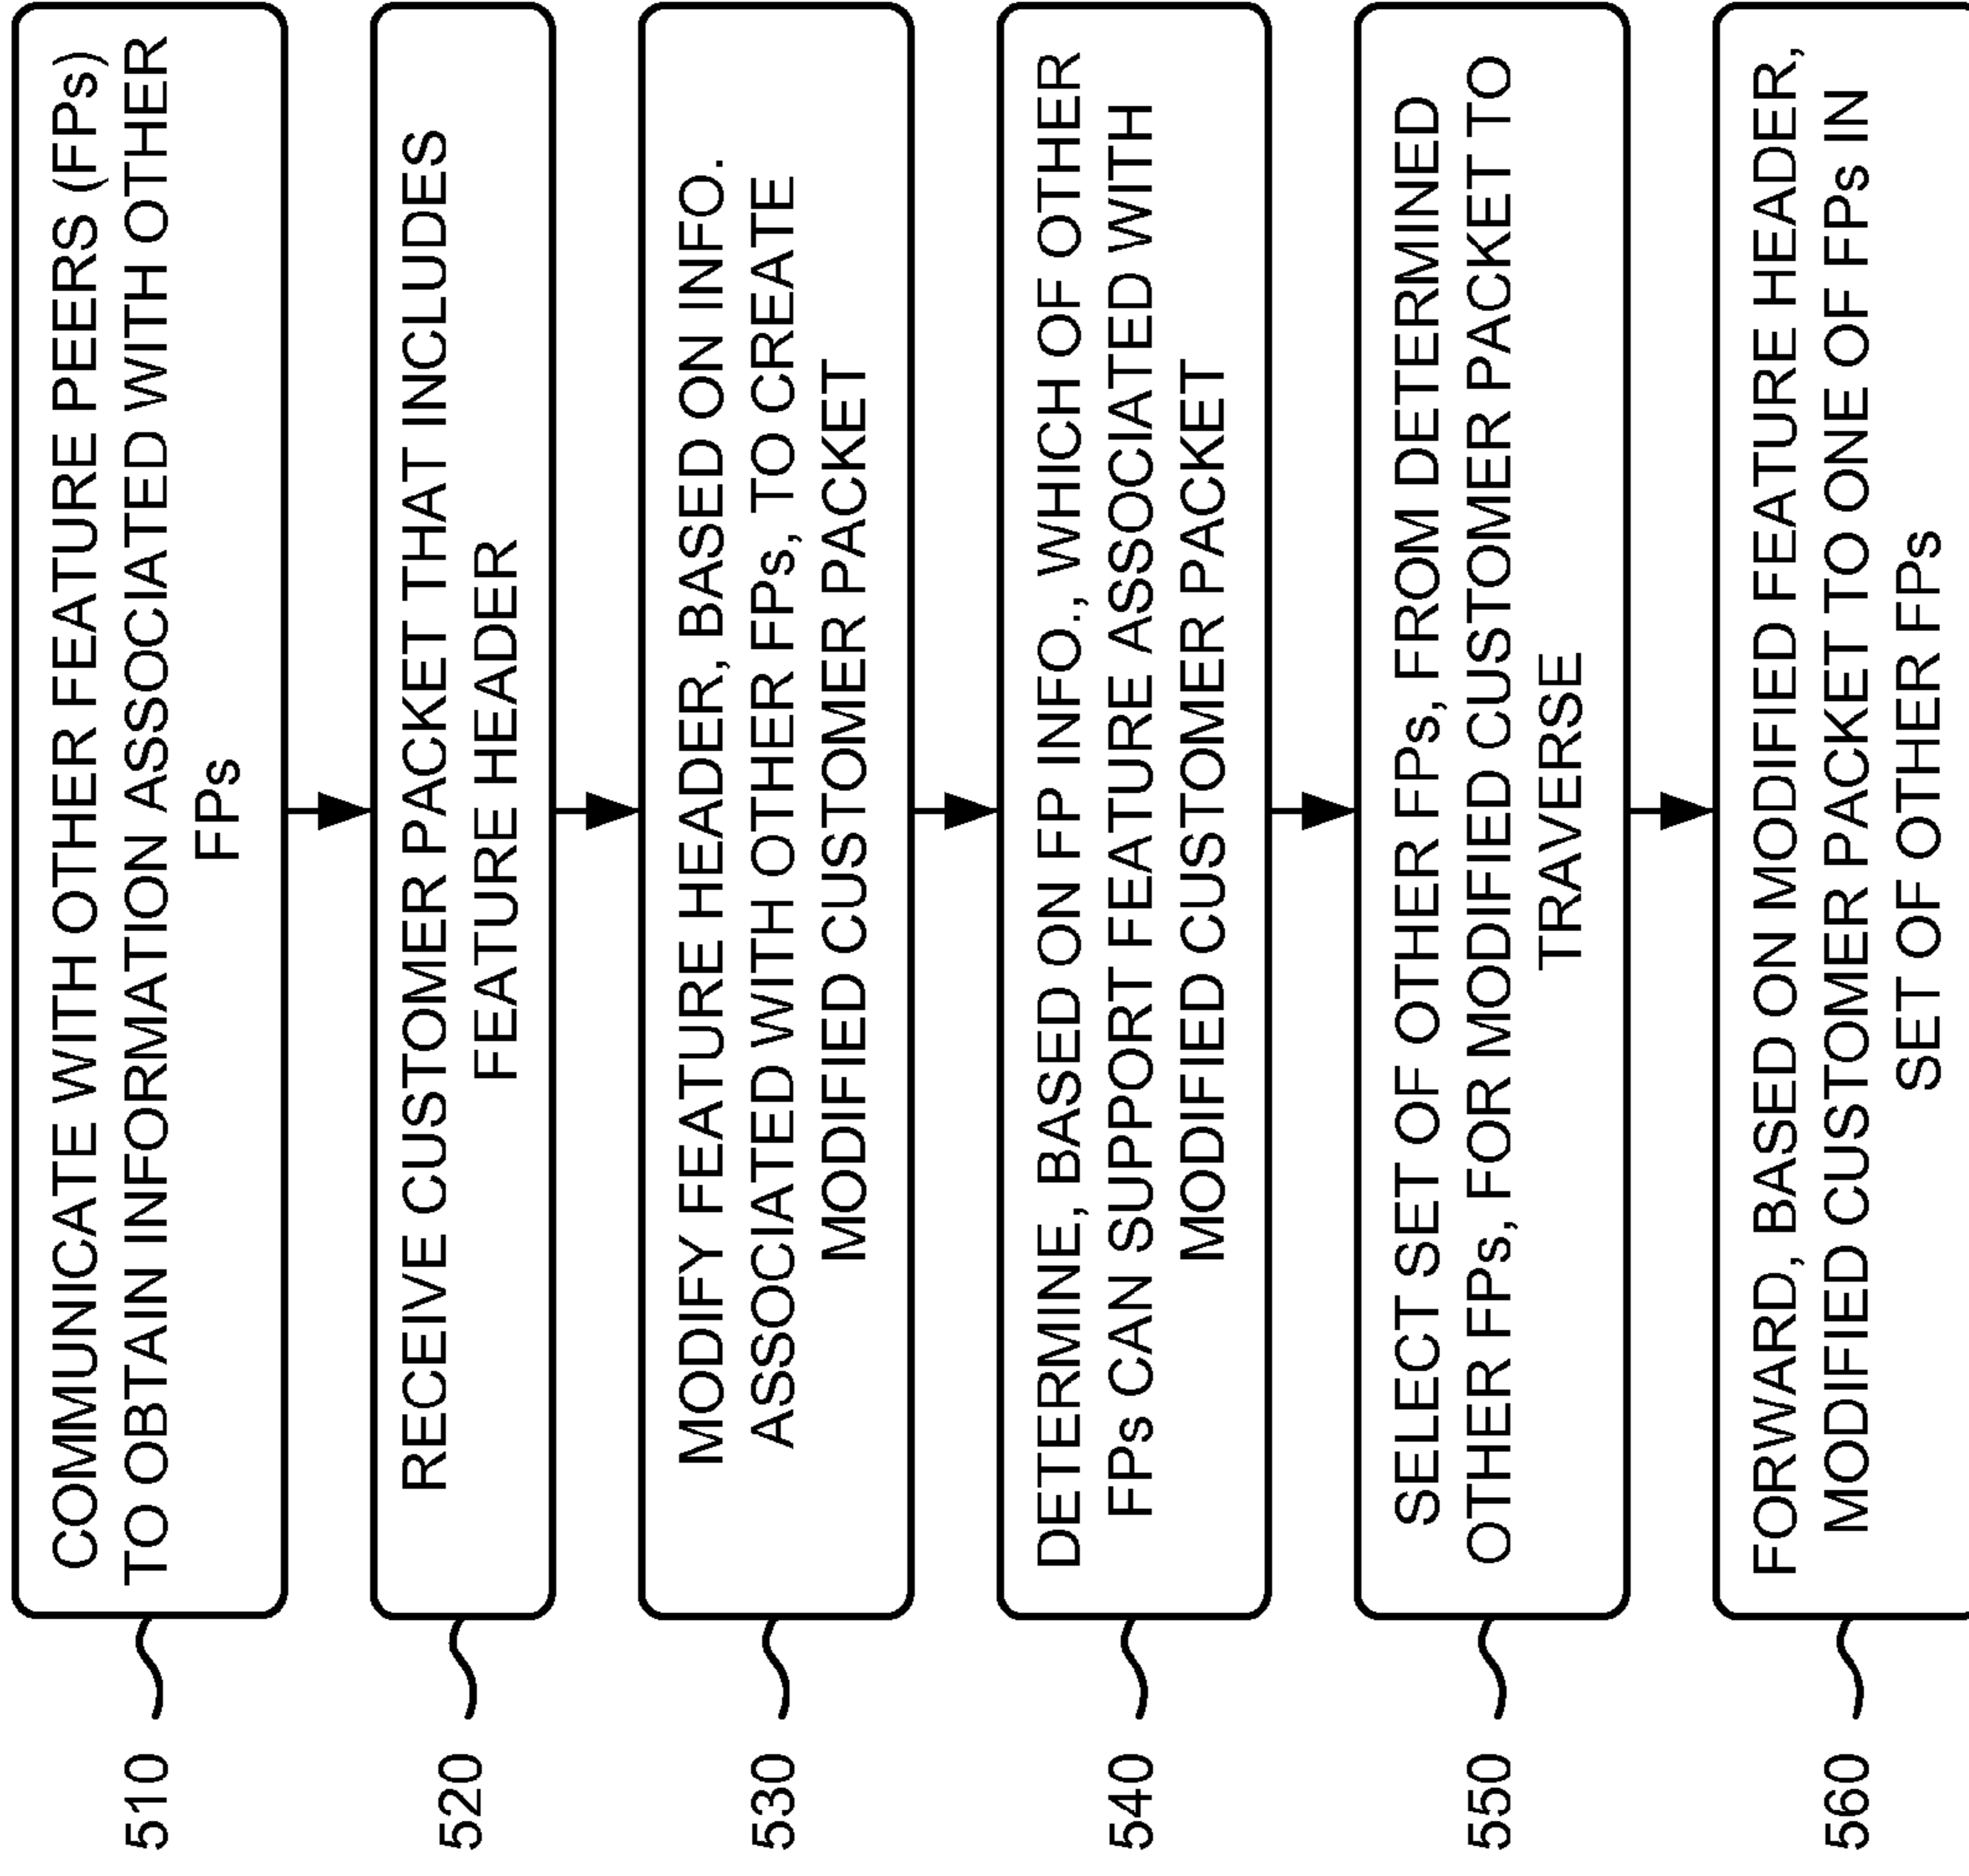 510
COMMUNICATE WITH OTHER FEATURE PEERS (FPs)
TO OBTAIN INFORMATION ASSOCIATED WITH OTHER
FPs
520
RECEIVE CUSTOMER PACKET THAT INCLUDES
FEATURE HEADER
530
MODIFY FEATURE HEADER, BASED ON INFO.
ASSOCIATED WITH OTHER FPs, TO CREATE
MODIFIED CUSTOMER PACKET
540
DETERMINE, BASED ON FP INFO., WHICH OF OTHER
FPs CAN SUPPORT FEATURE ASSOCIATED WITH
MODIFIED CUSTOMER PACKET
550
SELECT SET OF OTHER FPs, FROM DETERMINED
OTHER FPs, FOR MODIFIED CUSTOMER PACKET TO
TRAVERSE
560
FORWARD, BASED ON MODIFIED FEATURE HEADER,
MODIFIED CUSTOMER PACKET TO ONE OF FPs IN
SET OF OTHER FPs